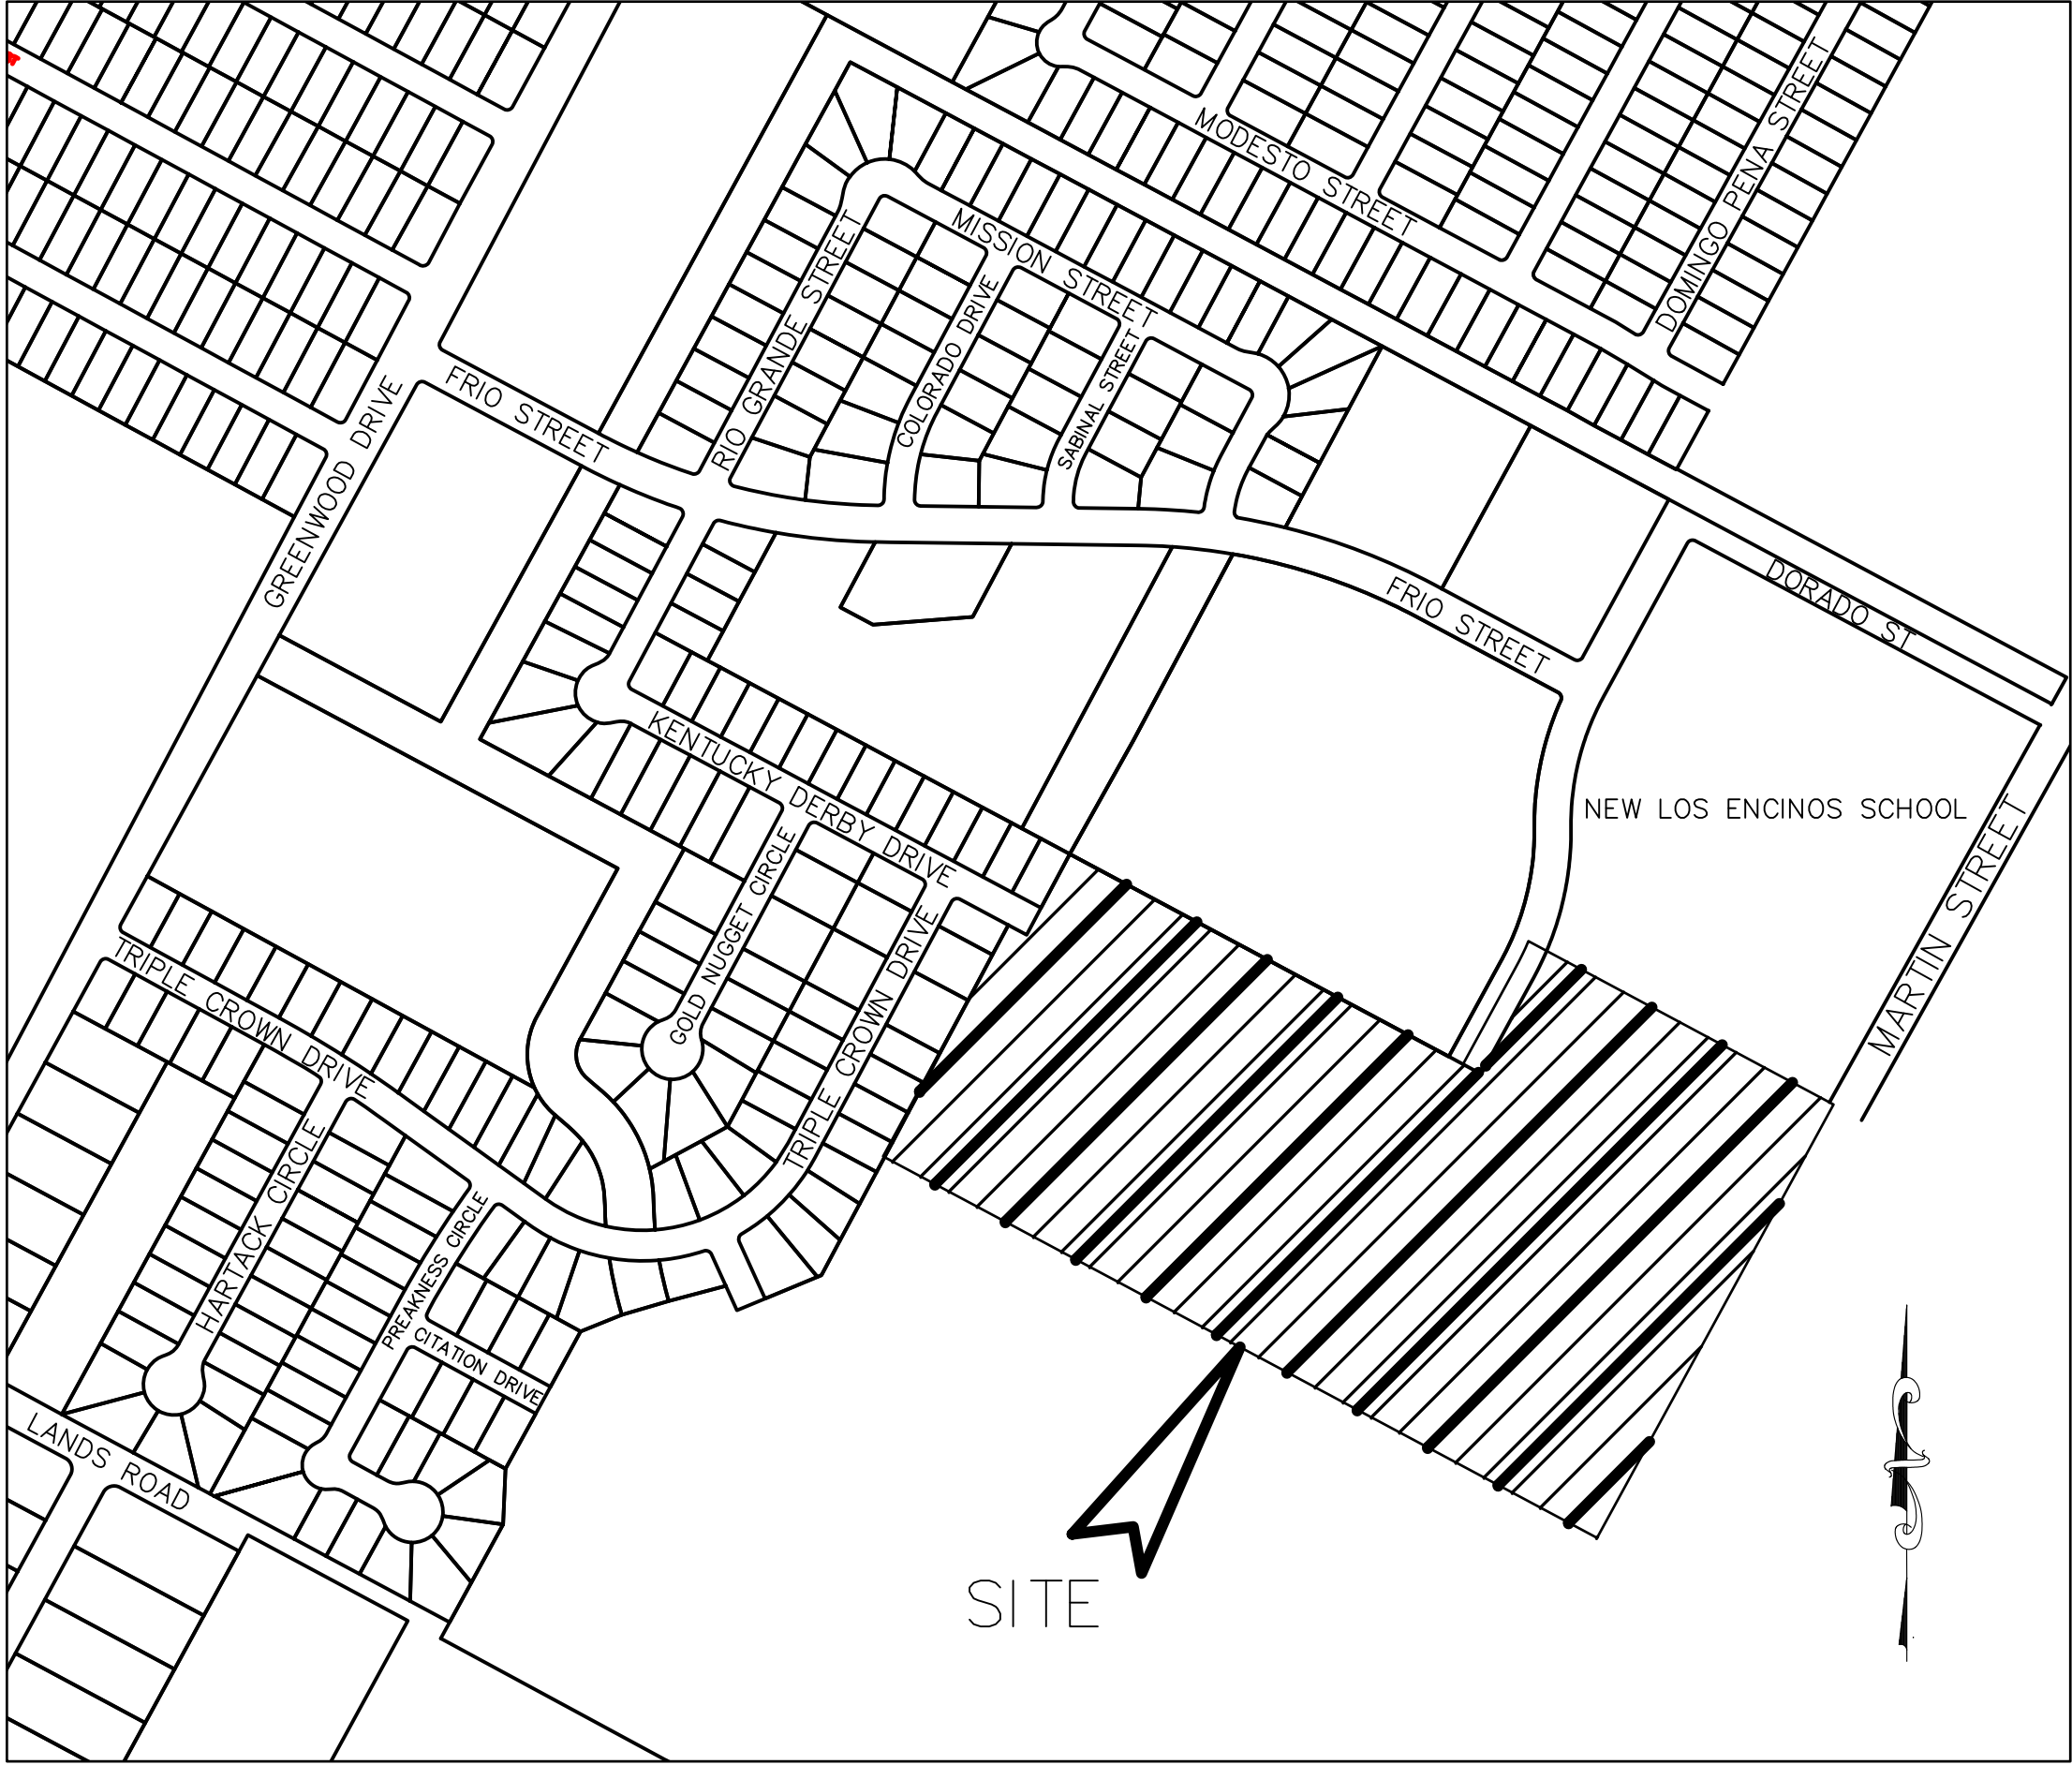 MODESTO STREET
DOMINGO PENA STREET
MISSION STREET
RIO GRANDE STREET
COLORADO DRIVE
SABINAL STREET
FRIO STREET
GREENWOOD DRIVE
FRIO STREET
DORADO ST
KENTUCKY DERBY DRIVE
NEW LOS ENCINOS SCHOOL
MARTIN STREET
GOLD NUGGET CIRCLE
TRIPLE CROWN DRIVE
TRIPLE CROWN DRIVE
HARTACK CIRCLE
PREAKNESS CIRCLE
CITATION DRIVE
LANDS ROAD
SITE